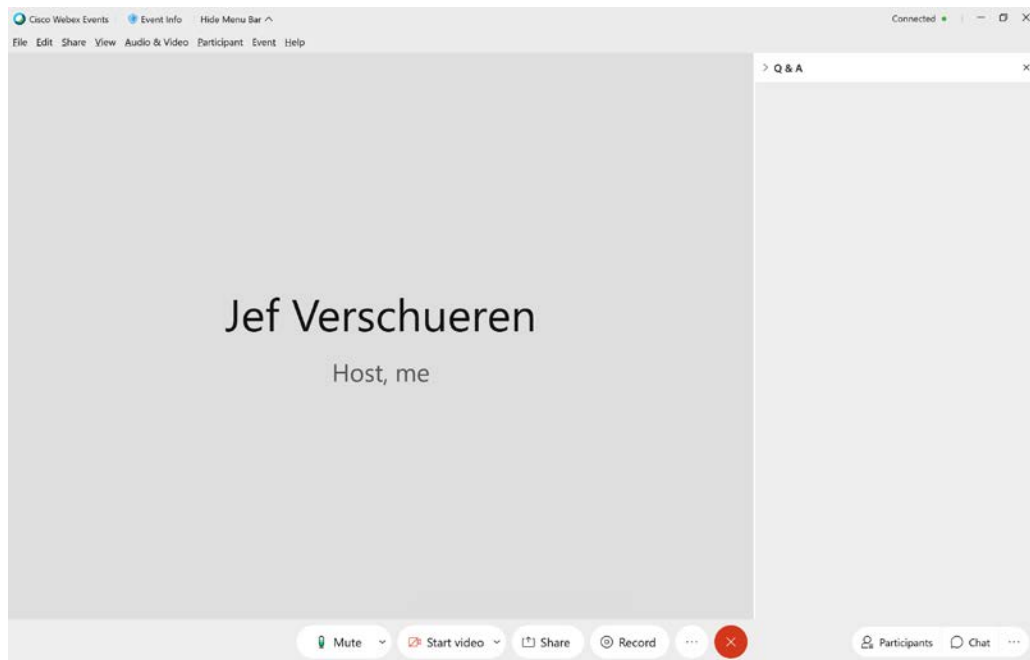 Cisco Webex Events Event Info Hide Menu Bar Connected
File Edit Share View Audio & Video Participant Event Help
Q & A
Jef Verschueren
Host, me
Mute Start video Share Record Participants Chat